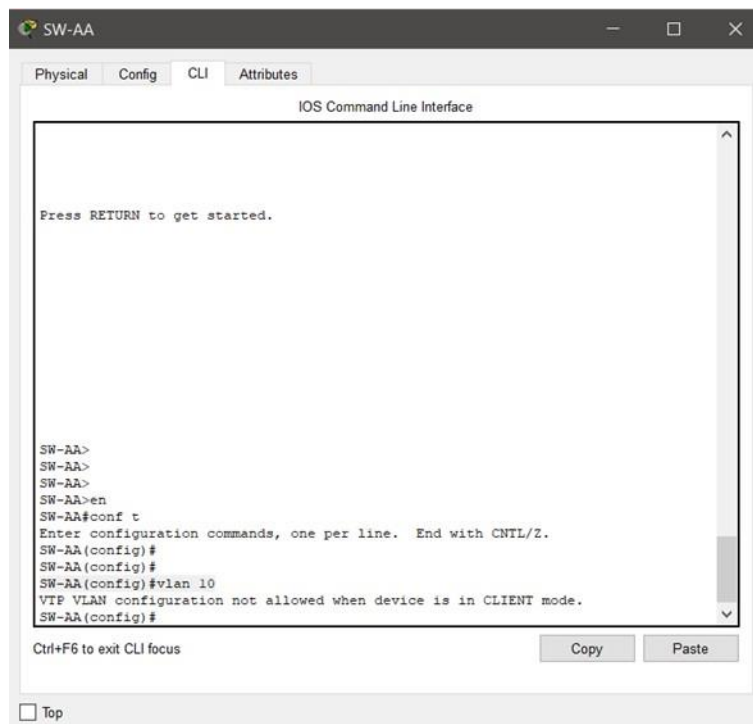 SW-AA
Physical Config CLI Attributes
IOS Command Line Interface
Press RETURN to get started.
SW-AA>
SW-AA>
SW-AA>
SW-AA>en
SW-AA#conf t
Enter configuration commands, one per line.  End with CNTL/Z.
SW-AA(config)#
SW-AA(config)#
SW-AA(config)#vlan 10
VTP VLAN configuration not allowed when device is in CLIENT mode.
SW-AA(config)#
Ctrl+F6 to exit CLI focus
Copy Paste
Top